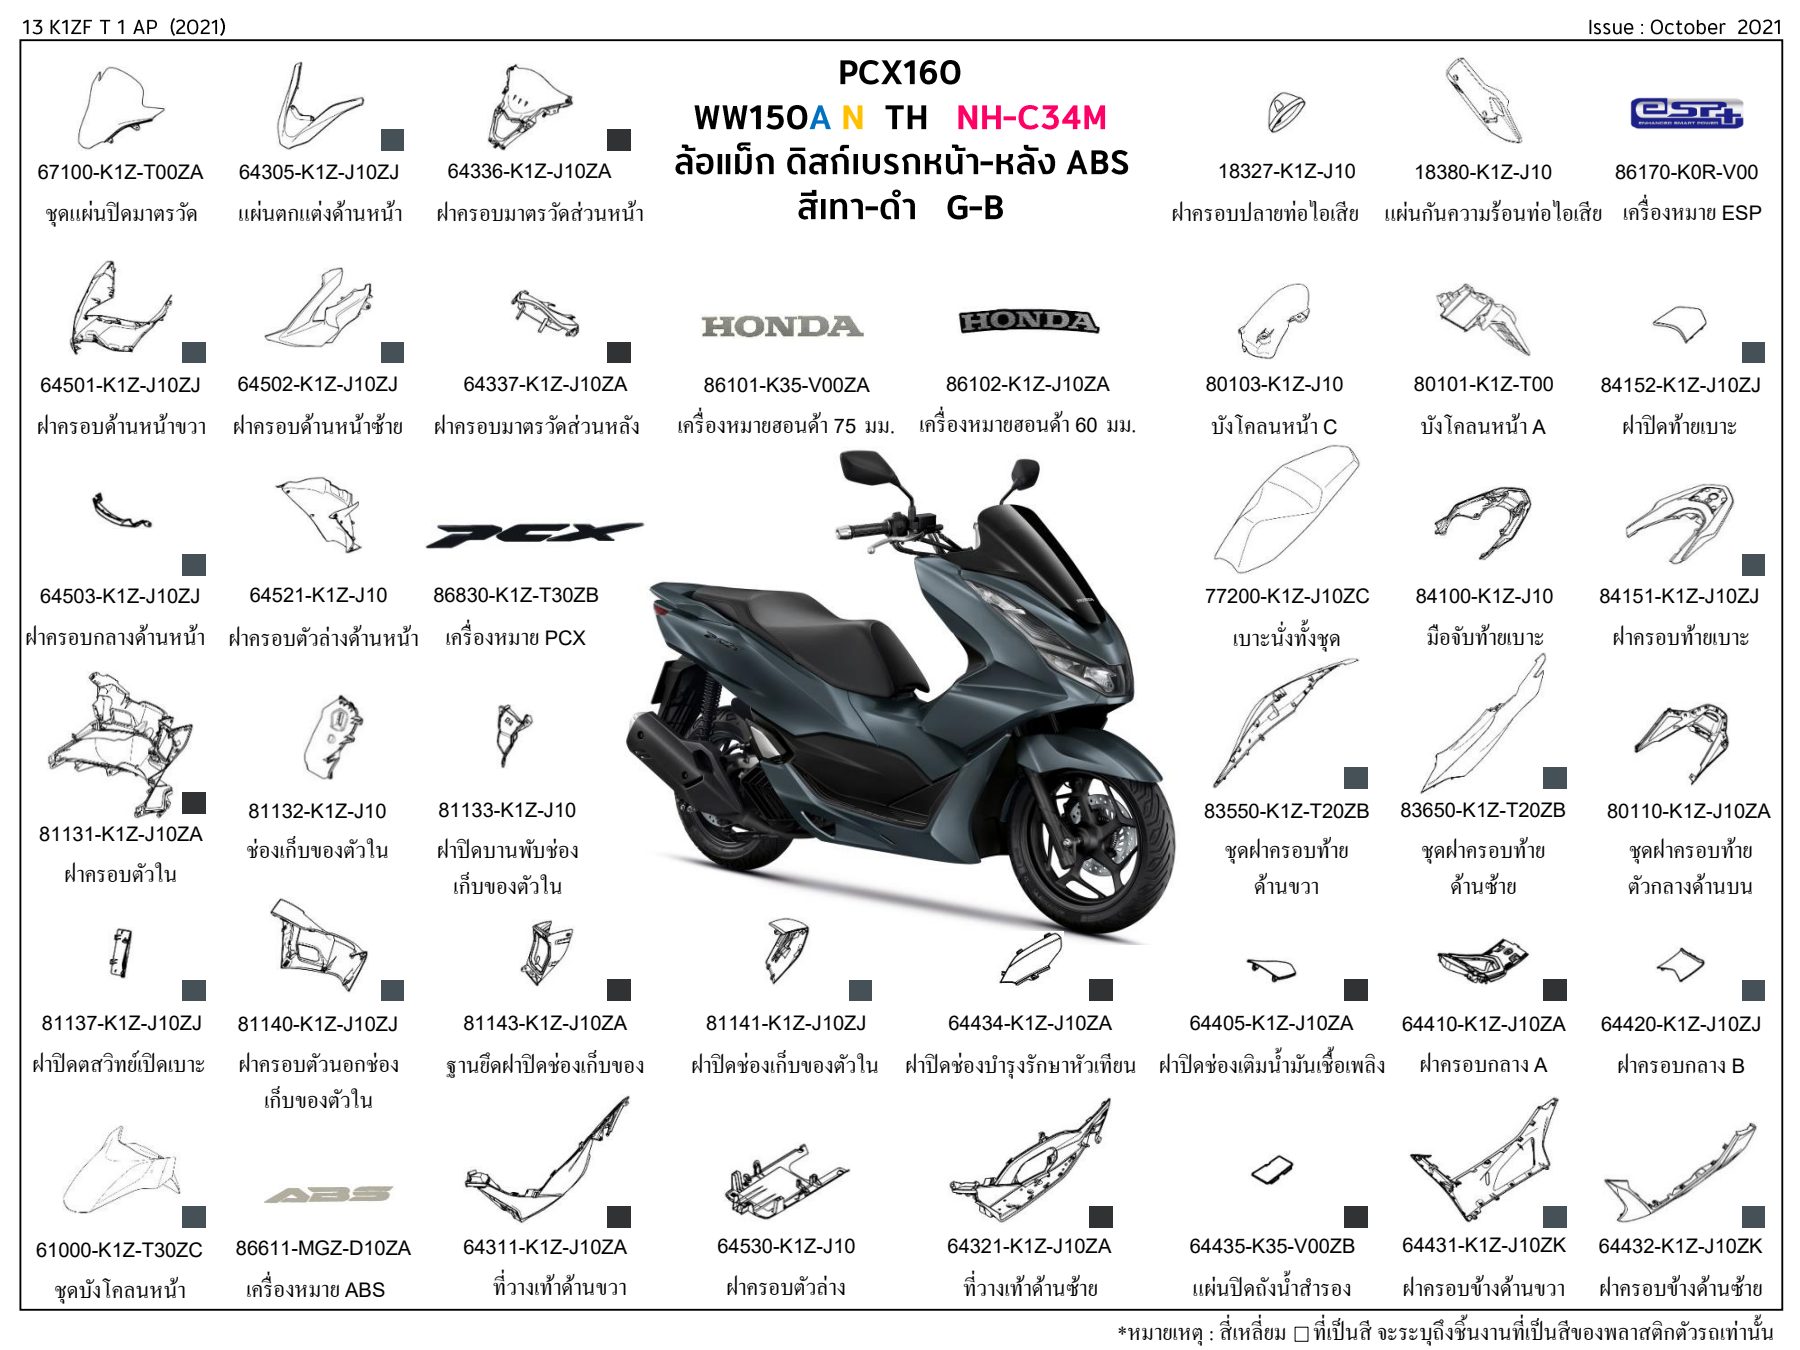 13 K1ZF T 1 AP (2021)
Issue : October 2021
PCX160
WW150A N TH NH-C34M
ล้อแม็ก ดิสก์เบรกหน้า-หลัง ABS
สีเทา-ดำ G-B
67100-K1Z-T00ZA
ชุดแผ่นปิดมาตรวัด
64305-K1Z-J10ZJ
แผ่นตกแต่งด้านหน้า
64336-K1Z-J10ZA
ฝาครอบมาตรวัดส่วนหน้า
18327-K1Z-J10
ฝาครอบปลายท่อไอเสีย
18380-K1Z-J10
แผ่นกันความร้อนท่อไอเสีย
eSP+
ENHANCED SMART POWER
86170-K0R-V00
เครื่องหมาย ESP
64501-K1Z-J10ZJ
ฝาครอบด้านหน้าขวา
64502-K1Z-J10ZJ
ฝาครอบด้านหน้าซ้าย
64337-K1Z-J10ZA
ฝาครอบมาตรวัดส่วนหลัง
HONDA
86101-K35-V00ZA
เครื่องหมายฮอนด้า 75 มม.
HONDA
86102-K1Z-J10ZA
เครื่องหมายฮอนด้า 60 มม.
80103-K1Z-J10
บังโคลนหน้า C
80101-K1Z-T00
บังโคลนหน้า A
84152-K1Z-J10ZJ
ฝาปิดท้ายเบาะ
64503-K1Z-J10ZJ
ฝาครอบกลางด้านหน้า
64521-K1Z-J10
ฝาครอบตัวล่างด้านหน้า
PCX
86830-K1Z-T30ZB
เครื่องหมาย PCX
77200-K1Z-J10ZC
เบาะนั่งทั้งชุด
84100-K1Z-J10
มือจับท้ายเบาะ
84151-K1Z-J10ZJ
ฝาครอบท้ายเบาะ
81131-K1Z-J10ZA
ฝาครอบตัวใน
81132-K1Z-J10
ช่องเก็บของตัวใน
81133-K1Z-J10
ฝาปิดบานพับช่อง
เก็บของตัวใน
83550-K1Z-T20ZB
ชุดฝาครอบท้าย
ด้านขวา
83650-K1Z-T20ZB
ชุดฝาครอบท้าย
ด้านซ้าย
80110-K1Z-J10ZA
ชุดฝาครอบท้าย
ตัวกลางด้านบน
81137-K1Z-J10ZJ
ฝาปิดตสวิทย์เปิดเบาะ
81140-K1Z-J10ZJ
ฝาครอบตัวนอกช่อง
เก็บของตัวใน
81143-K1Z-J10ZA
ฐานยึดฝาปิดช่องเก็บของ
81141-K1Z-J10ZJ
ฝาปิดช่องเก็บของตัวใน
64434-K1Z-J10ZA
ฝาปิดช่องบำรุงรักษาหัวเทียน
64405-K1Z-J10ZA
ฝาปิดช่องเติมน้ำมันเชื้อเพลิง
64410-K1Z-J10ZA
ฝาครอบกลาง A
64420-K1Z-J10ZJ
ฝาครอบกลาง B
61000-K1Z-T30ZC
ชุดบังโคลนหน้า
ABS
86611-MGZ-D10ZA
เครื่องหมาย ABS
64311-K1Z-J10ZA
ที่วางเท้าด้านขวา
64530-K1Z-J10
ฝาครอบตัวล่าง
64321-K1Z-J10ZA
ที่วางเท้าด้านซ้าย
64435-K35-V00ZB
แผ่นปิดถังน้ำสำรอง
64431-K1Z-J10ZK
ฝาครอบข้างด้านขวา
64432-K1Z-J10ZK
ฝาครอบข้างด้านซ้าย
*หมายเหตุ : สี่เหลี่ยม □ ที่เป็นสี จะระบุถึงชิ้นงานที่เป็นสีของพลาสติกตัวรถเท่านั้น